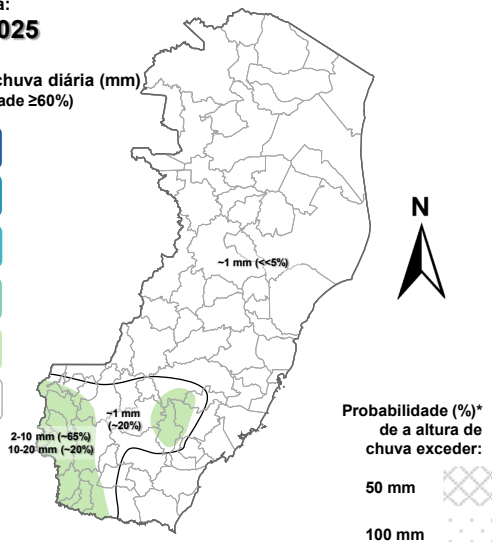 a:
025
chuva diária (mm)
ade ≥60%)
N
~1 mm (<<5%)
~1 mm
(~20%)
2-10 mm (~65%)
10-20 mm (~20%)
Probabilidade (%)*
de a altura de
chuva exceder:
50 mm
100 mm